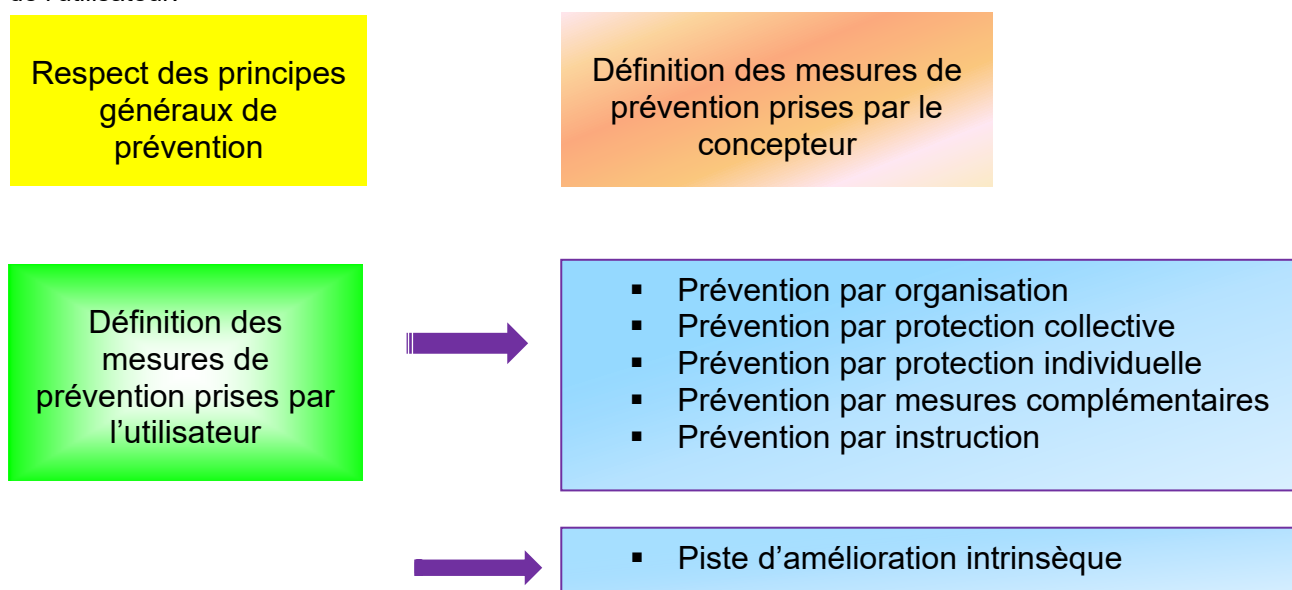 de l'utilisateur.
Respect des principes
généraux de
prévention
Définition des mesures de
prévention prises par le
concepteur
Définition des
mesures de
prévention prises par
l’utilisateur
▪ Prévention par organisation
▪ Prévention par protection collective
▪ Prévention par protection individuelle
▪ Prévention par mesures complémentaires
▪ Prévention par instruction
▪ Piste d’amélioration intrinsèque